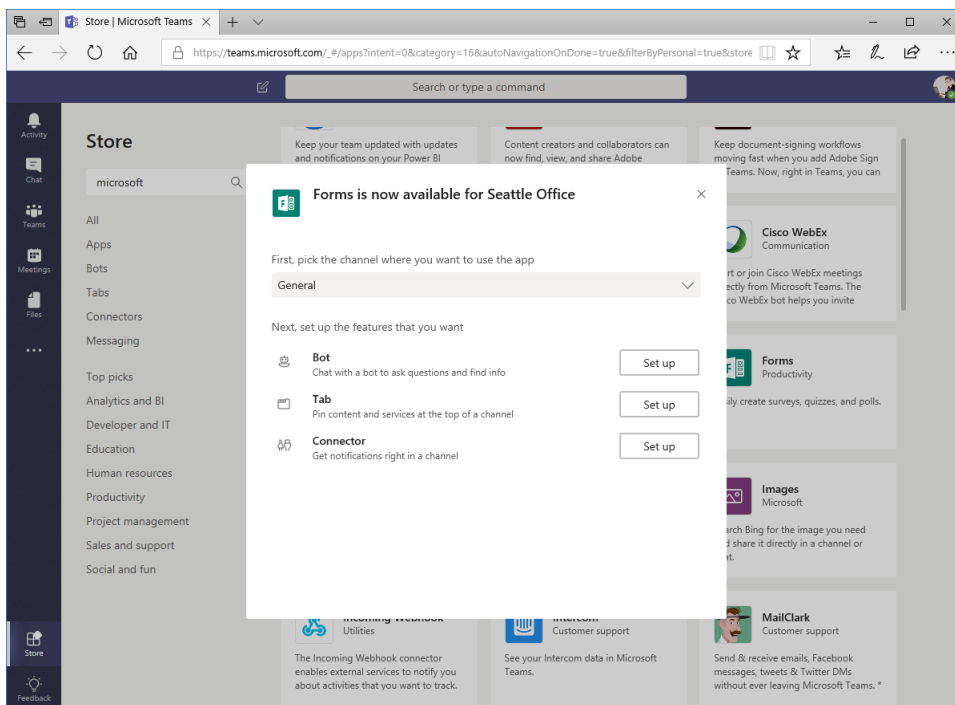 Store | Microsoft Teams
https://teams.microsoft.com/_#/apps?intent=0&category=16&autoNavigationOnDone=true&filterByPersonal=true&store
Search or type a command
Activity
Chat
Teams
Meetings
Files
Store
Feedback
Store
microsoft
All
Apps
Bots
Tabs
Connectors
Messaging
Top picks
Analytics and BI
Developer and IT
Education
Human resources
Productivity
Project management
Sales and support
Social and fun
Keep your team updated with updates
and notifications on your Power BI
Content creators and collaborators can
now find, view, and share Adobe
Keep document-signing workflows
moving fast when you add Adobe Sign
Teams. Now, right in Teams, you can
Forms is now available for Seattle Office
First, pick the channel where you want to use the app
General
Next, set up the features that you want
Bot
Chat with a bot to ask questions and find info
Set up
Tab
Pin content and services at the top of a channel
Set up
Connector
Get notifications right in a channel
Set up
Cisco WebEx
Communication
or join Cisco WebEx meetings
from Microsoft Teams. The
WebEx bot helps you invite
Forms
Productivity
create surveys, quizzes, and polls.
Images
Microsoft
Bing for the image you need
share it directly in a channel or
Incoming Webhook
Utilities
The Incoming Webhook connector
enables external services to notify you
about activities that you want to track.
Intercom
Customer support
See your Intercom data in Microsoft
Teams.
MailClark
Customer support
Send & receive emails, Facebook
messages, tweets & Twitter DMs
without ever leaving Microsoft Teams. *